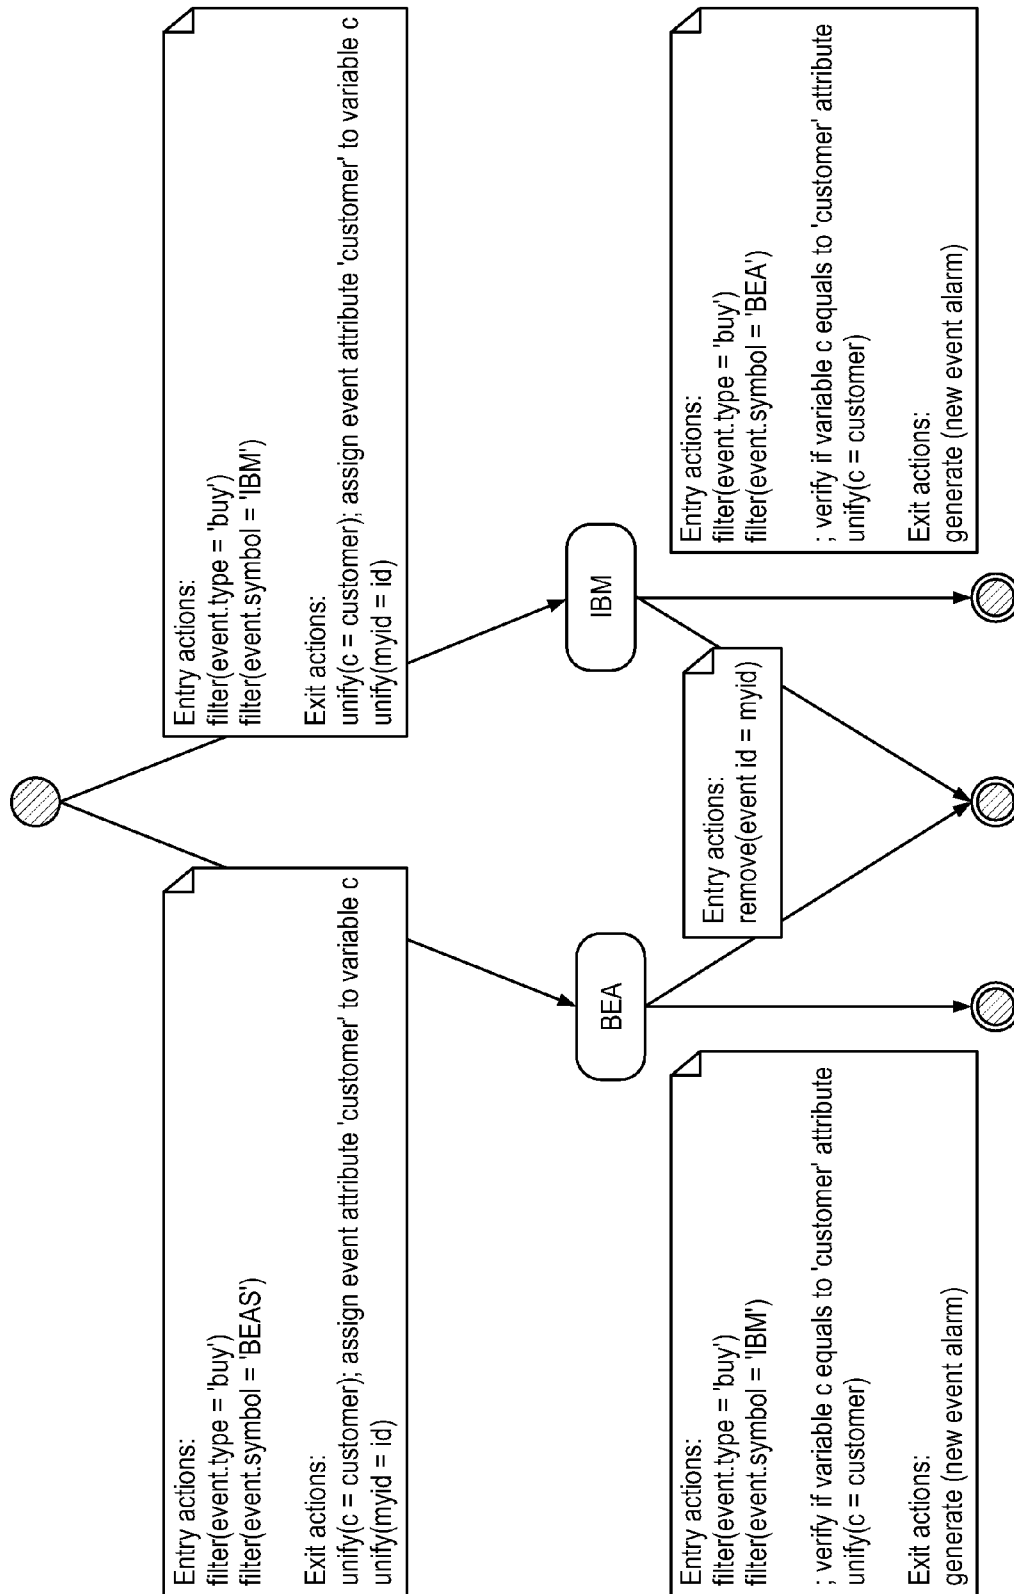 Entry actions:
filter(event.type = 'buy')
filter(event.symbol = 'BEAS')
Exit actions:
unify(c = customer); assign event attribute 'customer' to variable c
unify(myid = id)
Entry actions:
filter(event.type = 'buy')
filter(event.symbol = 'IBM')
Exit actions:
unify(c = customer); assign event attribute 'customer' to variable c
unify(myid = id)
BEA
IBM
Entry actions:
filter(event.type = 'buy')
filter(event.symbol = 'IBM')
; verify if variable c equals to 'customer' attribute
unify(c = customer)
Exit actions:
generate (new event alarm)
Entry actions:
remove(event id = myid)
Entry actions:
filter(event.type = 'buy')
filter(event.symbol = 'BEA')
; verify if variable c equals to 'customer' attribute
unify(c = customer)
Exit actions:
generate (new event alarm)